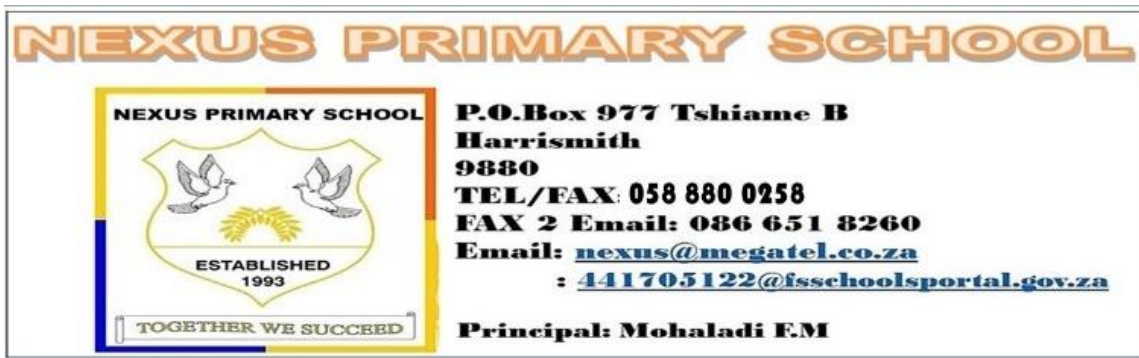 NEXUS PRIMARY SCHOOL
NEXUS PRIMARY SCHOOL
ESTABLISHED
1993
TOGETHER WE SUCCEED
P.O.Box 977 Tshiame B
Harrismith
9880
TEL/FAX: 058 880 0258
FAX 2 Email: 086 651 8260
Email: nexus@megatel.co.za
: 441705122@fsschoolsportal.gov.za
Principal: Mohaladi F.M